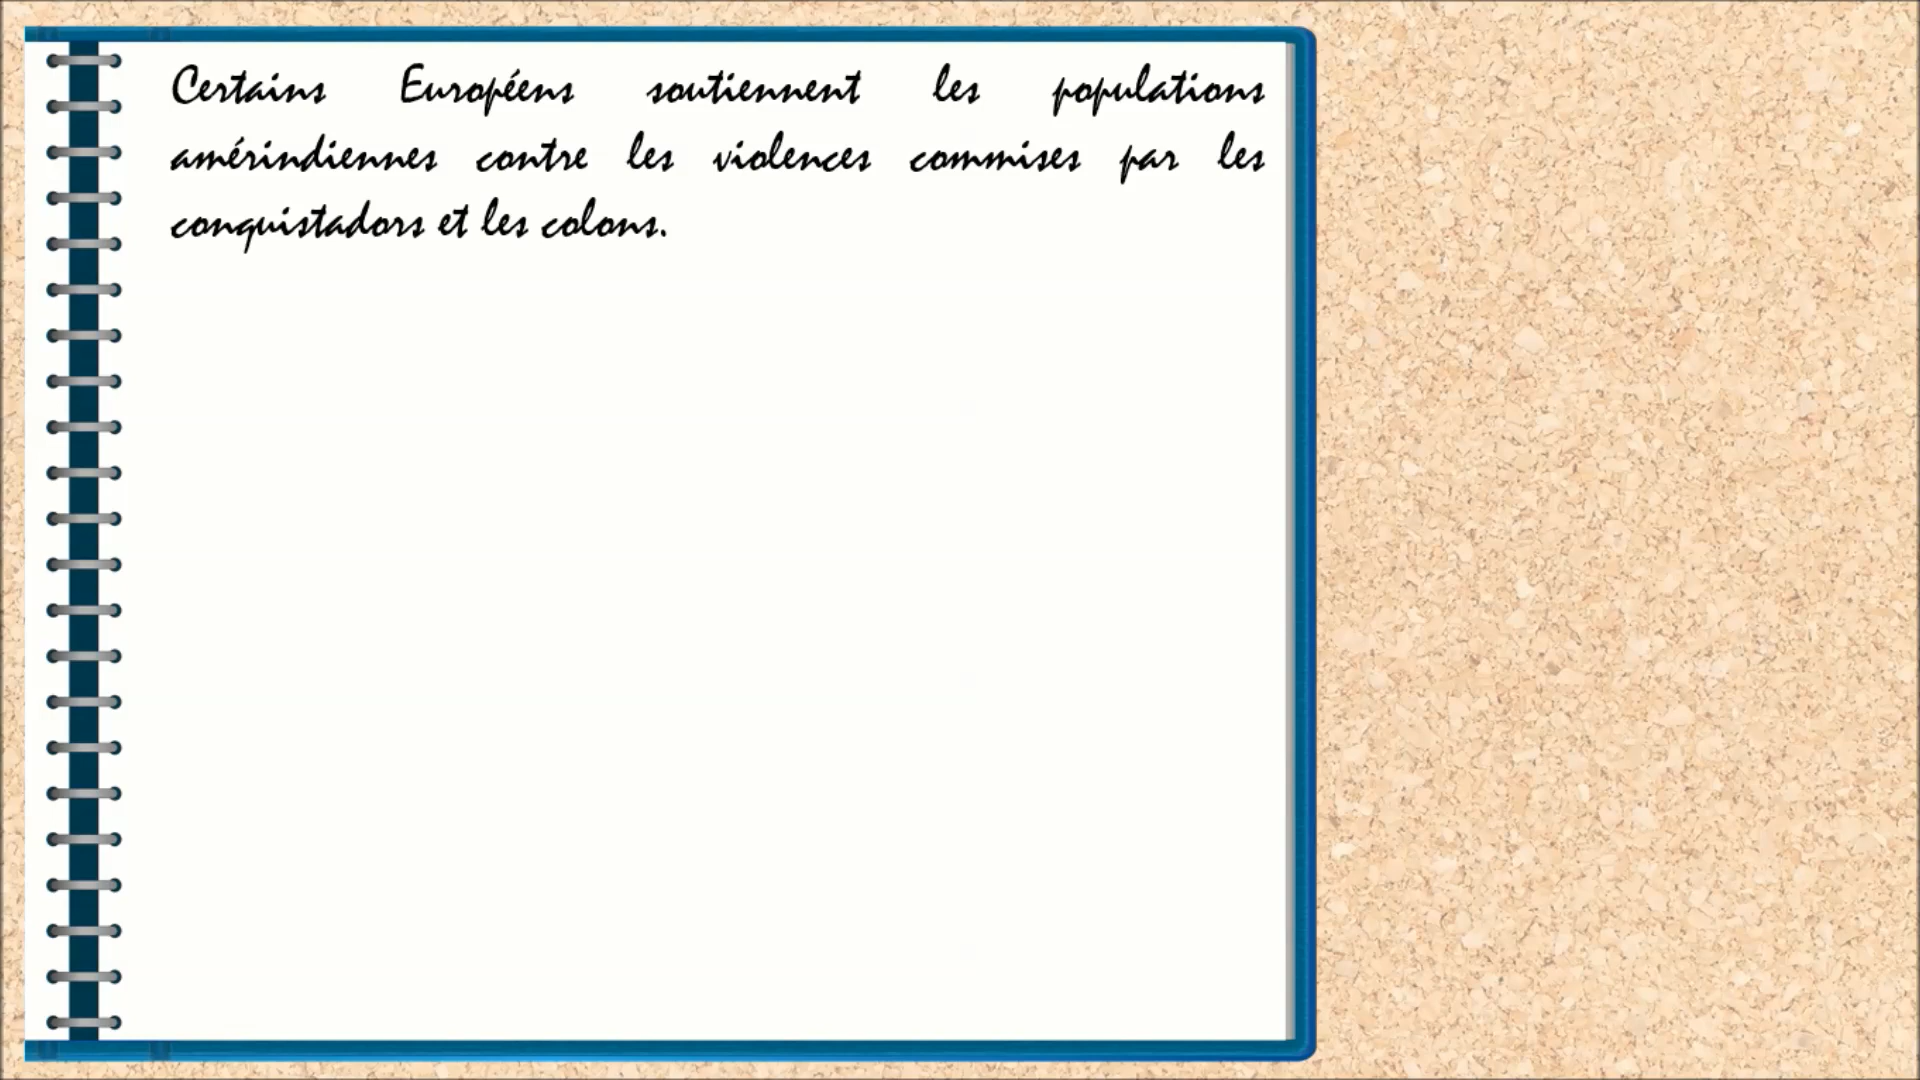 Certains Européens soutiennent les populations
amérindiennes contre les violences commises par les
conquistadors et les colons.